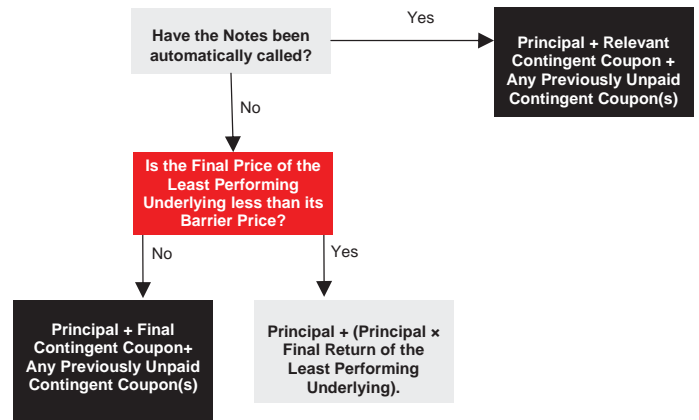 Have the Notes been
automatically called?
Yes
Principal + Relevant
Contingent Coupon +
Any Previously Unpaid
Contingent Coupon(s)
No
Is the Final Price of the
Least Performing
Underlying less than its
Barrier Price?
No
Yes
Principal + Final
Contingent Coupon+
Any Previously Unpaid
Contingent Coupon(s)
Principal + (Principal ×
Final Return of the
Least Performing
Underlying).